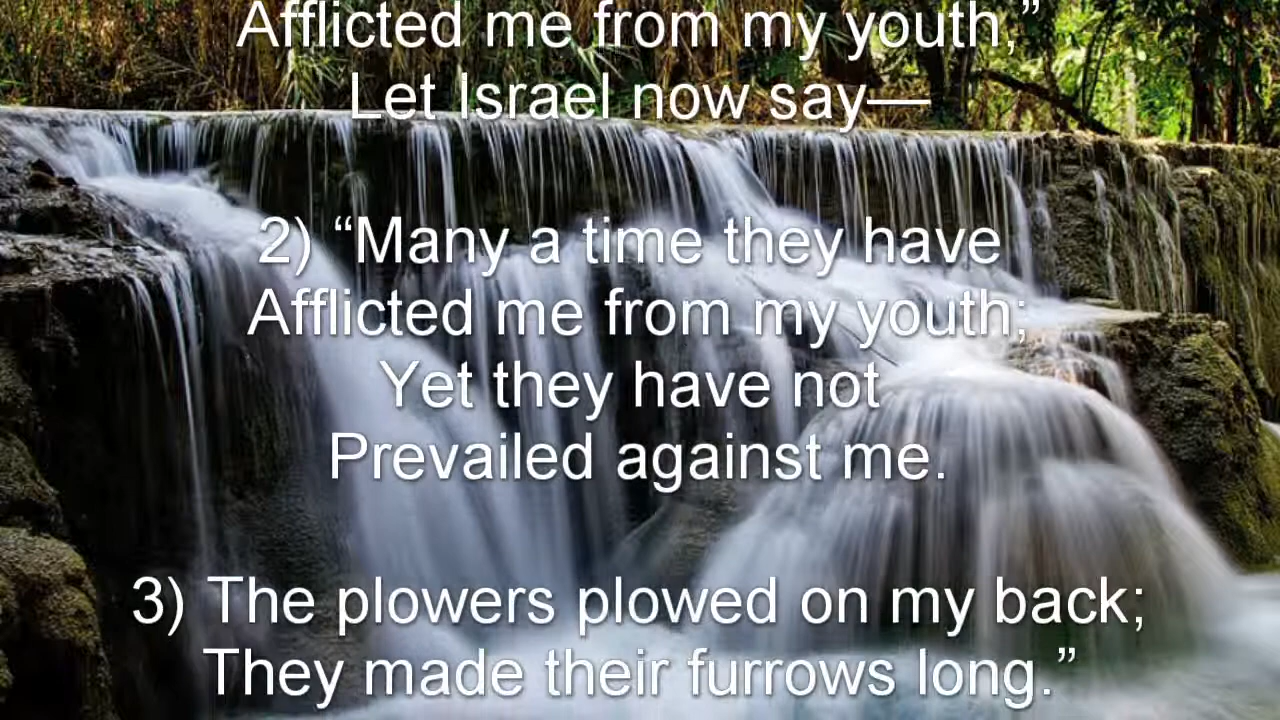 Afflicted me from my youth,”
Let Israel now say—
2) “Many a time they have
Afflicted me from my youth;
Yet they have not
Prevailed against me.
3) The plowers plowed on my back;
They made their furrows long.”